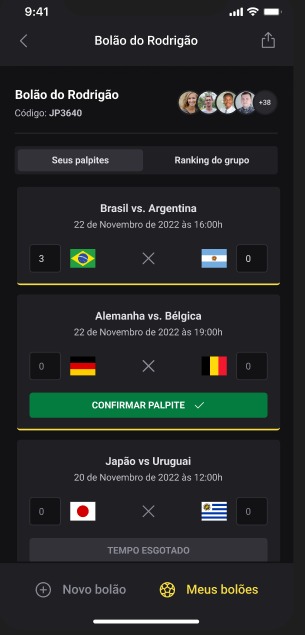 9:41
Bolão do Rodrigão
Bolão do Rodrigão
Código: JP3640
+38
Seus palpites
Ranking do grupo
Brasil vs. Argentina
22 de Novembro de 2022 às 16:00h
3 0
Alemanha vs. Bélgica
22 de Novembro de 2022 às 19:00h
0 0
CONFIRMAR PALPITE
Japão vs Uruguai
20 de Novembro de 2022 às 12:00h
0 0
TEMPO ESGOTADO
Novo bolão
Meus bolões